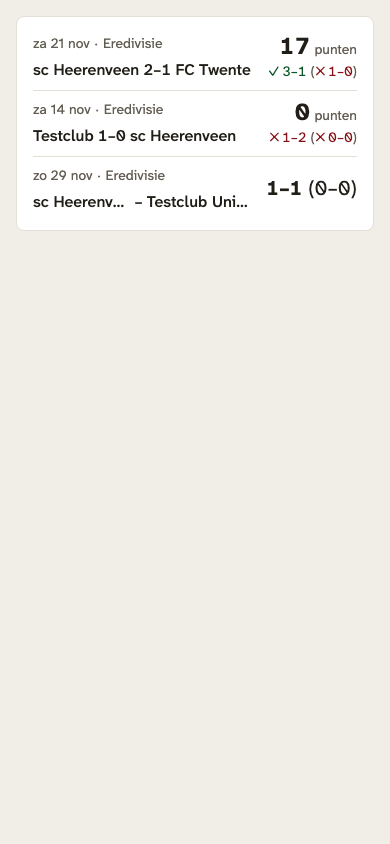 za 21 nov · Eredivisie
17 punten
sc Heerenveen 2–1 FC Twente
✓ 3–1 (✕ 1–0)
za 14 nov · Eredivisie
0 punten
Testclub 1–0 sc Heerenveen
✕ 1–2 (✕ 0–0)
zo 29 nov · Eredivisie
sc Heerenv... – Testclub Uni...
1–1 (0–0)